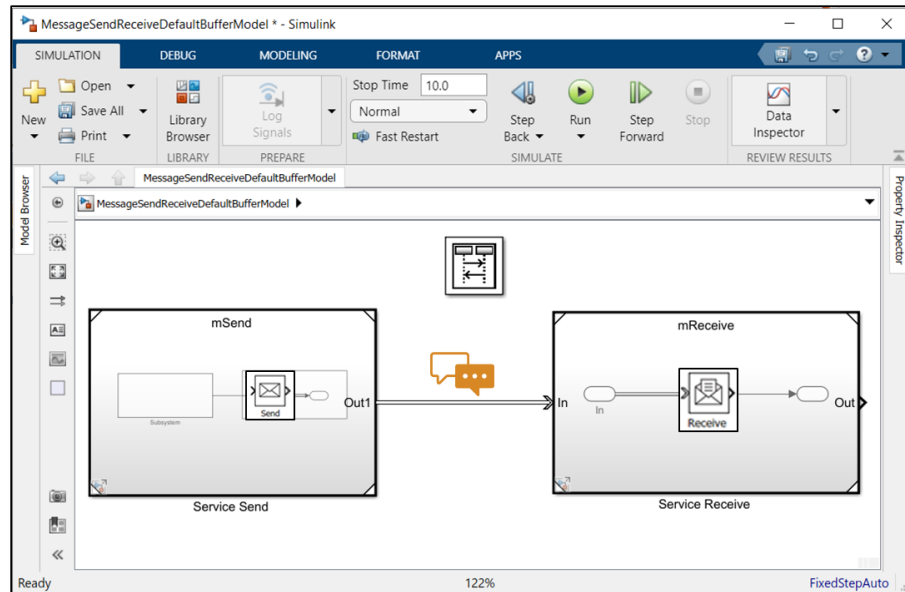 MessageSendReceiveDefaultBufferModel * - Simulink
SIMULATION DEBUG MODELING FORMAT APPS
New
Open
Save All
Print
FILE
Library
Browser
LIBRARY
Log
Signals
PREPARE
Stop Time 10.0
Normal
Fast Restart
Step
Back
Run
Step
Forward
Stop
SIMULATE
Data
Inspector
REVIEW RESULTS
Model Browser
MessageSendReceiveDefaultBufferModel
MessageSendReceiveDefaultBufferModel
Property Inspector
mSend
Subsystem
Send
Out1
Service Send
mReceive
In
In
Receive
Out
Service Receive
Ready 122% FixedStepAuto